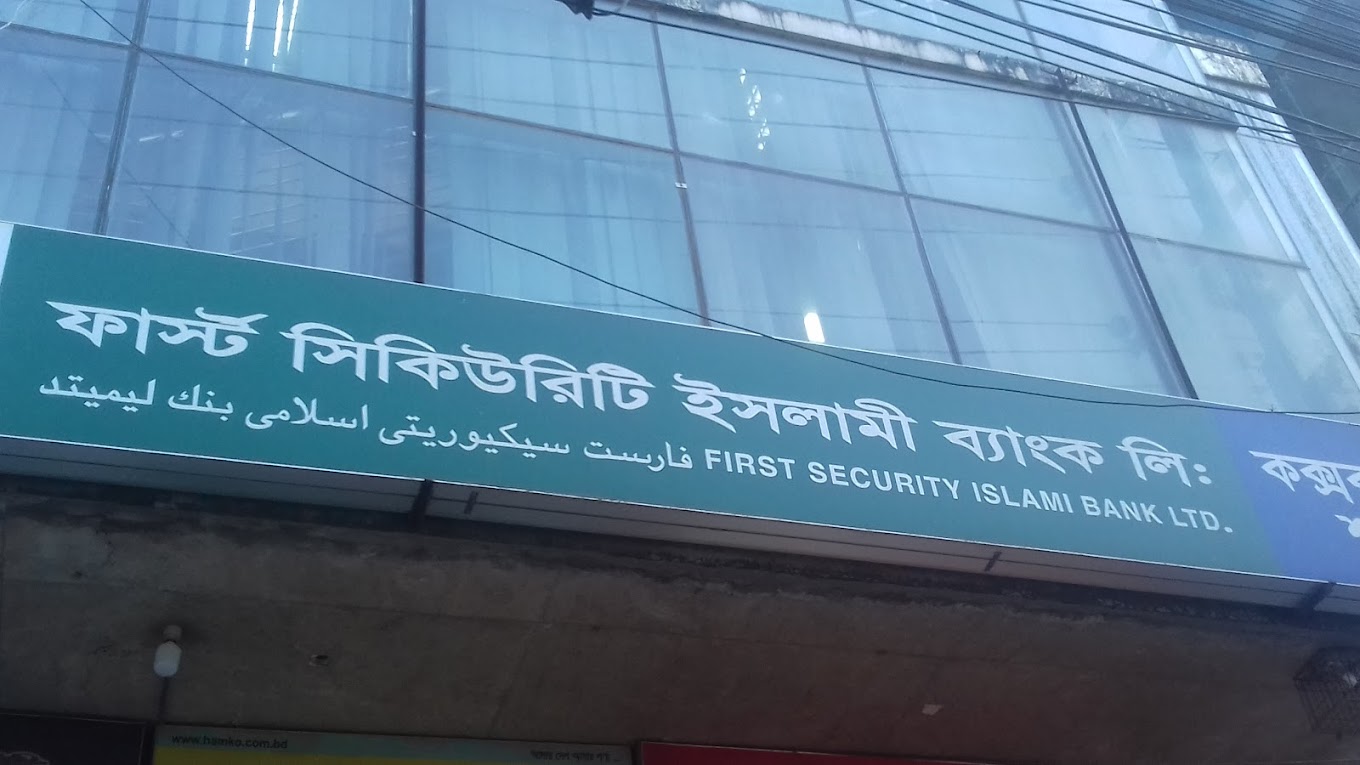 ফার্স্ট সিকিউরিটি ইসলামী ব্যাংক লি:
فارست سيكيوريتى اسلامى بنك ليميتد FIRST SECURITY ISLAMI BANK LTD.
www.hamko.com.bd